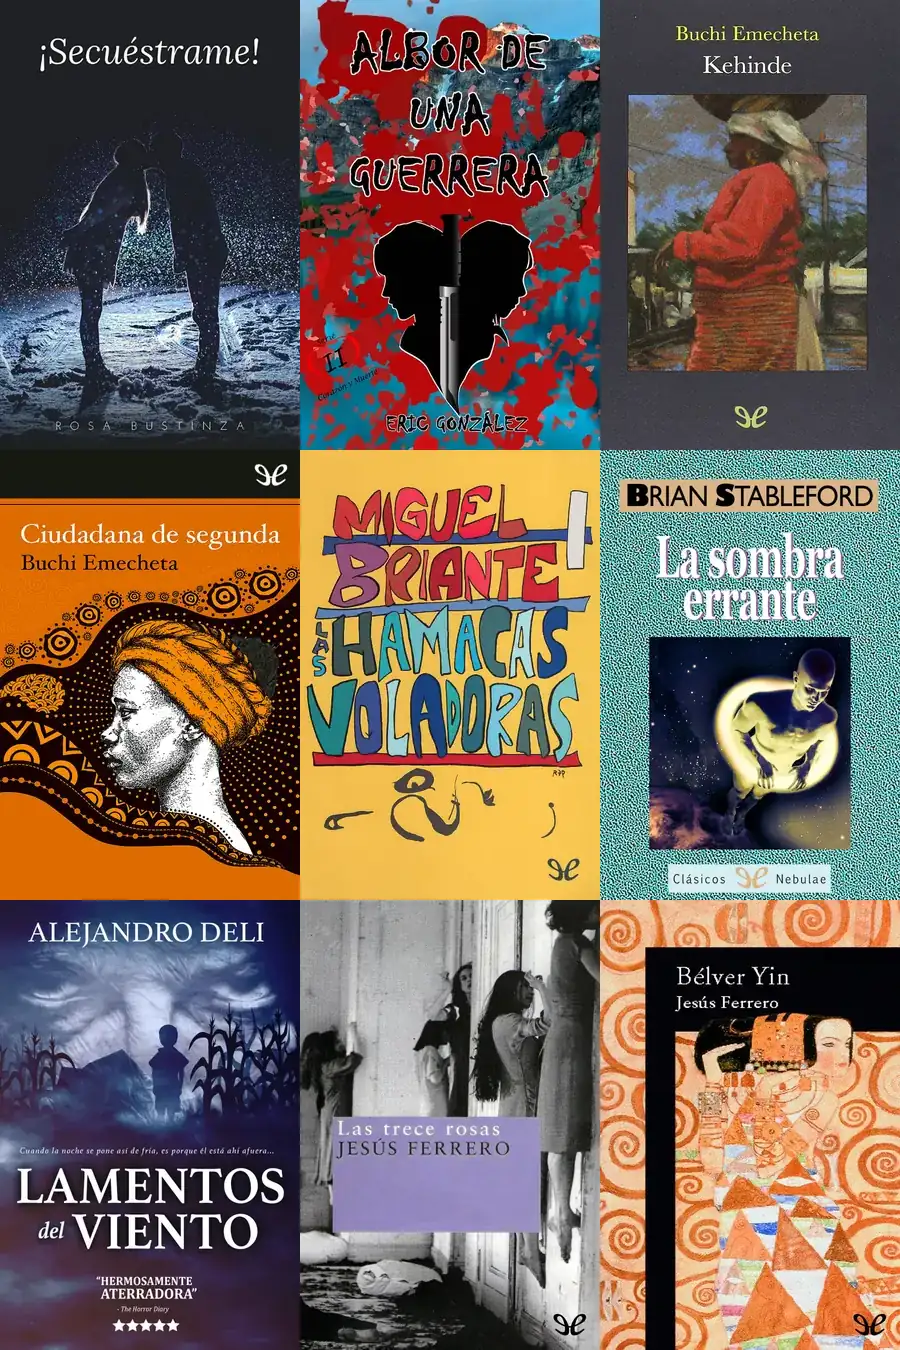 ¡Secuéstrame!
ROSA BUSTINZA
ALBOR DE
UNA
GUERRERA
II
Corazón y Muerte
ERIC GONZÁLEZ
Buchi Emecheta
Kehinde
Ciudadana de segunda
Buchi Emecheta
MIGUEL
BRIANTE
LAS HAMACAS
VOLADORAS
BRIAN STABLEFORD
La sombra
errante
Clásicos Nebulae
ALEJANDRO DELI
Cuando la noche se pone así de fría, es porque él está ahí afuera...
LAMENTOS
del VIENTO
"HERMOSAMENTE
ATERRADORA"
- The Horror Diary
Las trece rosas
JESÚS FERRERO
Bélver Yin
Jesús Ferrero